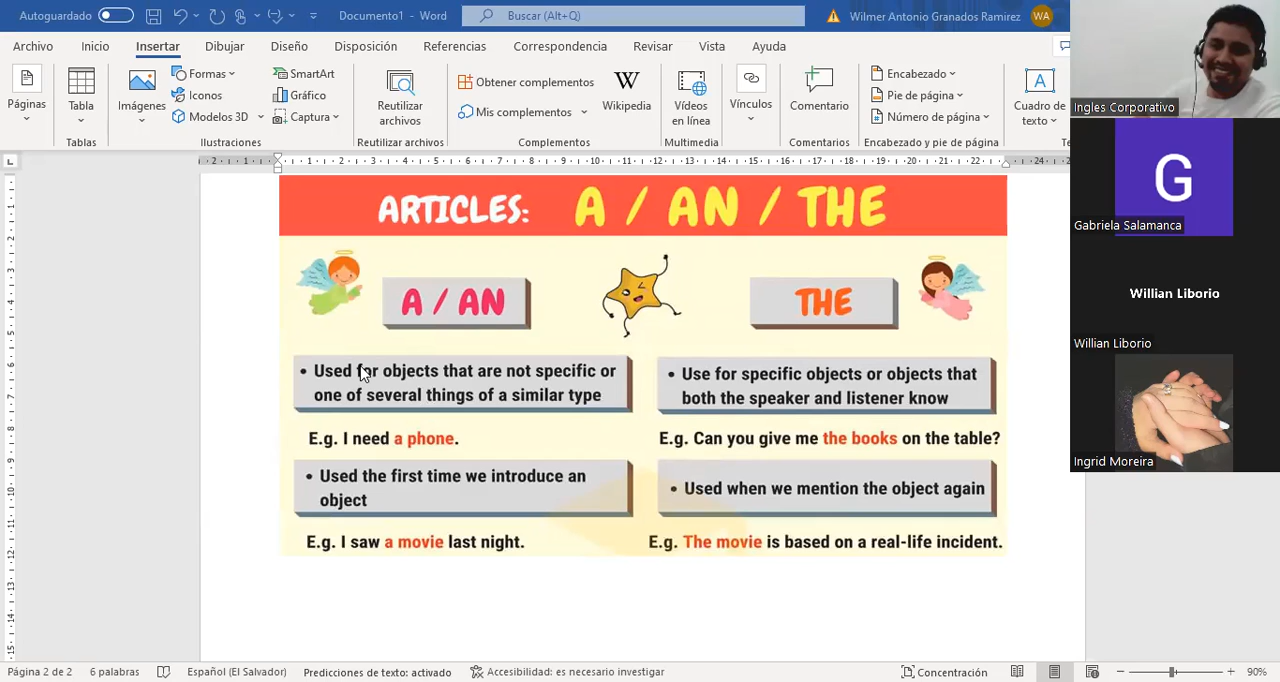 Autoguardado
Documento1 - Word
Buscar (Alt+Q)
Wilmer Antonio Granados Ramirez
WA
Archivo Inicio Insertar Dibujar Diseño Disposición Referencias Correspondencia Revisar Vista Ayuda
Páginas
Tabla
Tablas
Imágenes
Formas
Iconos
Modelos 3D
SmartArt
Gráfico
Captura
Ilustraciones
Reutilizar
archivos
Reutilizar archivos
Obtener complementos
Mis complementos
Wikipedia
Complementos
Vídeos
en línea
Multimedia
Vínculos
Comentario
Comentarios
Encabezado
Pie de página
Número de página
Encabezado y pie de página
Cuadro de
texto
ARTICLES: A / AN / THE
A / AN
THE
• Used for objects that are not specific or
one of several things of a similar type
• Use for specific objects or objects that
both the speaker and listener know
E.g. I need a phone.
E.g. Can you give me the books on the table?
• Used the first time we introduce an
object
• Used when we mention the object again
E.g. I saw a movie last night.
E.g. The movie is based on a real-life incident.
Ingles Corporativo
G
Gabriela Salamanca
Willian Liborio
Willian Liborio
Ingrid Moreira
Página 2 de 2
6 palabras
Español (El Salvador)
Predicciones de texto: activado
Accesibilidad: es necesario investigar
Concentración
90%